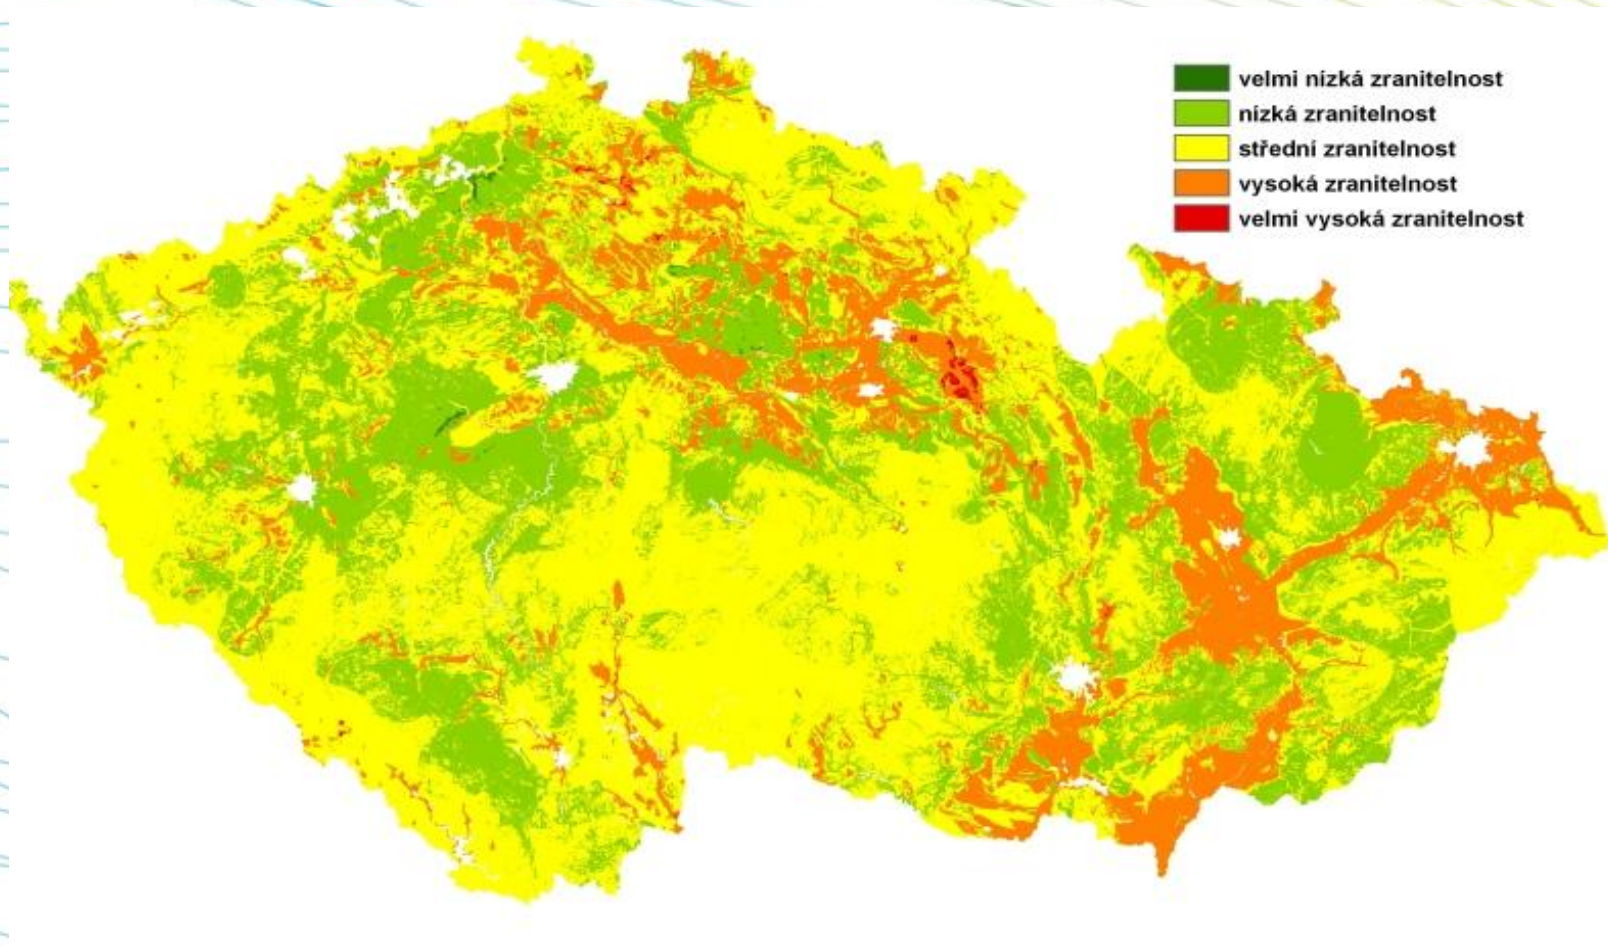 velmi nízká zranitelnost
nízká zranitelnost
střední zranitelnost
vysoká zranitelnost
velmi vysoká zranitelnost